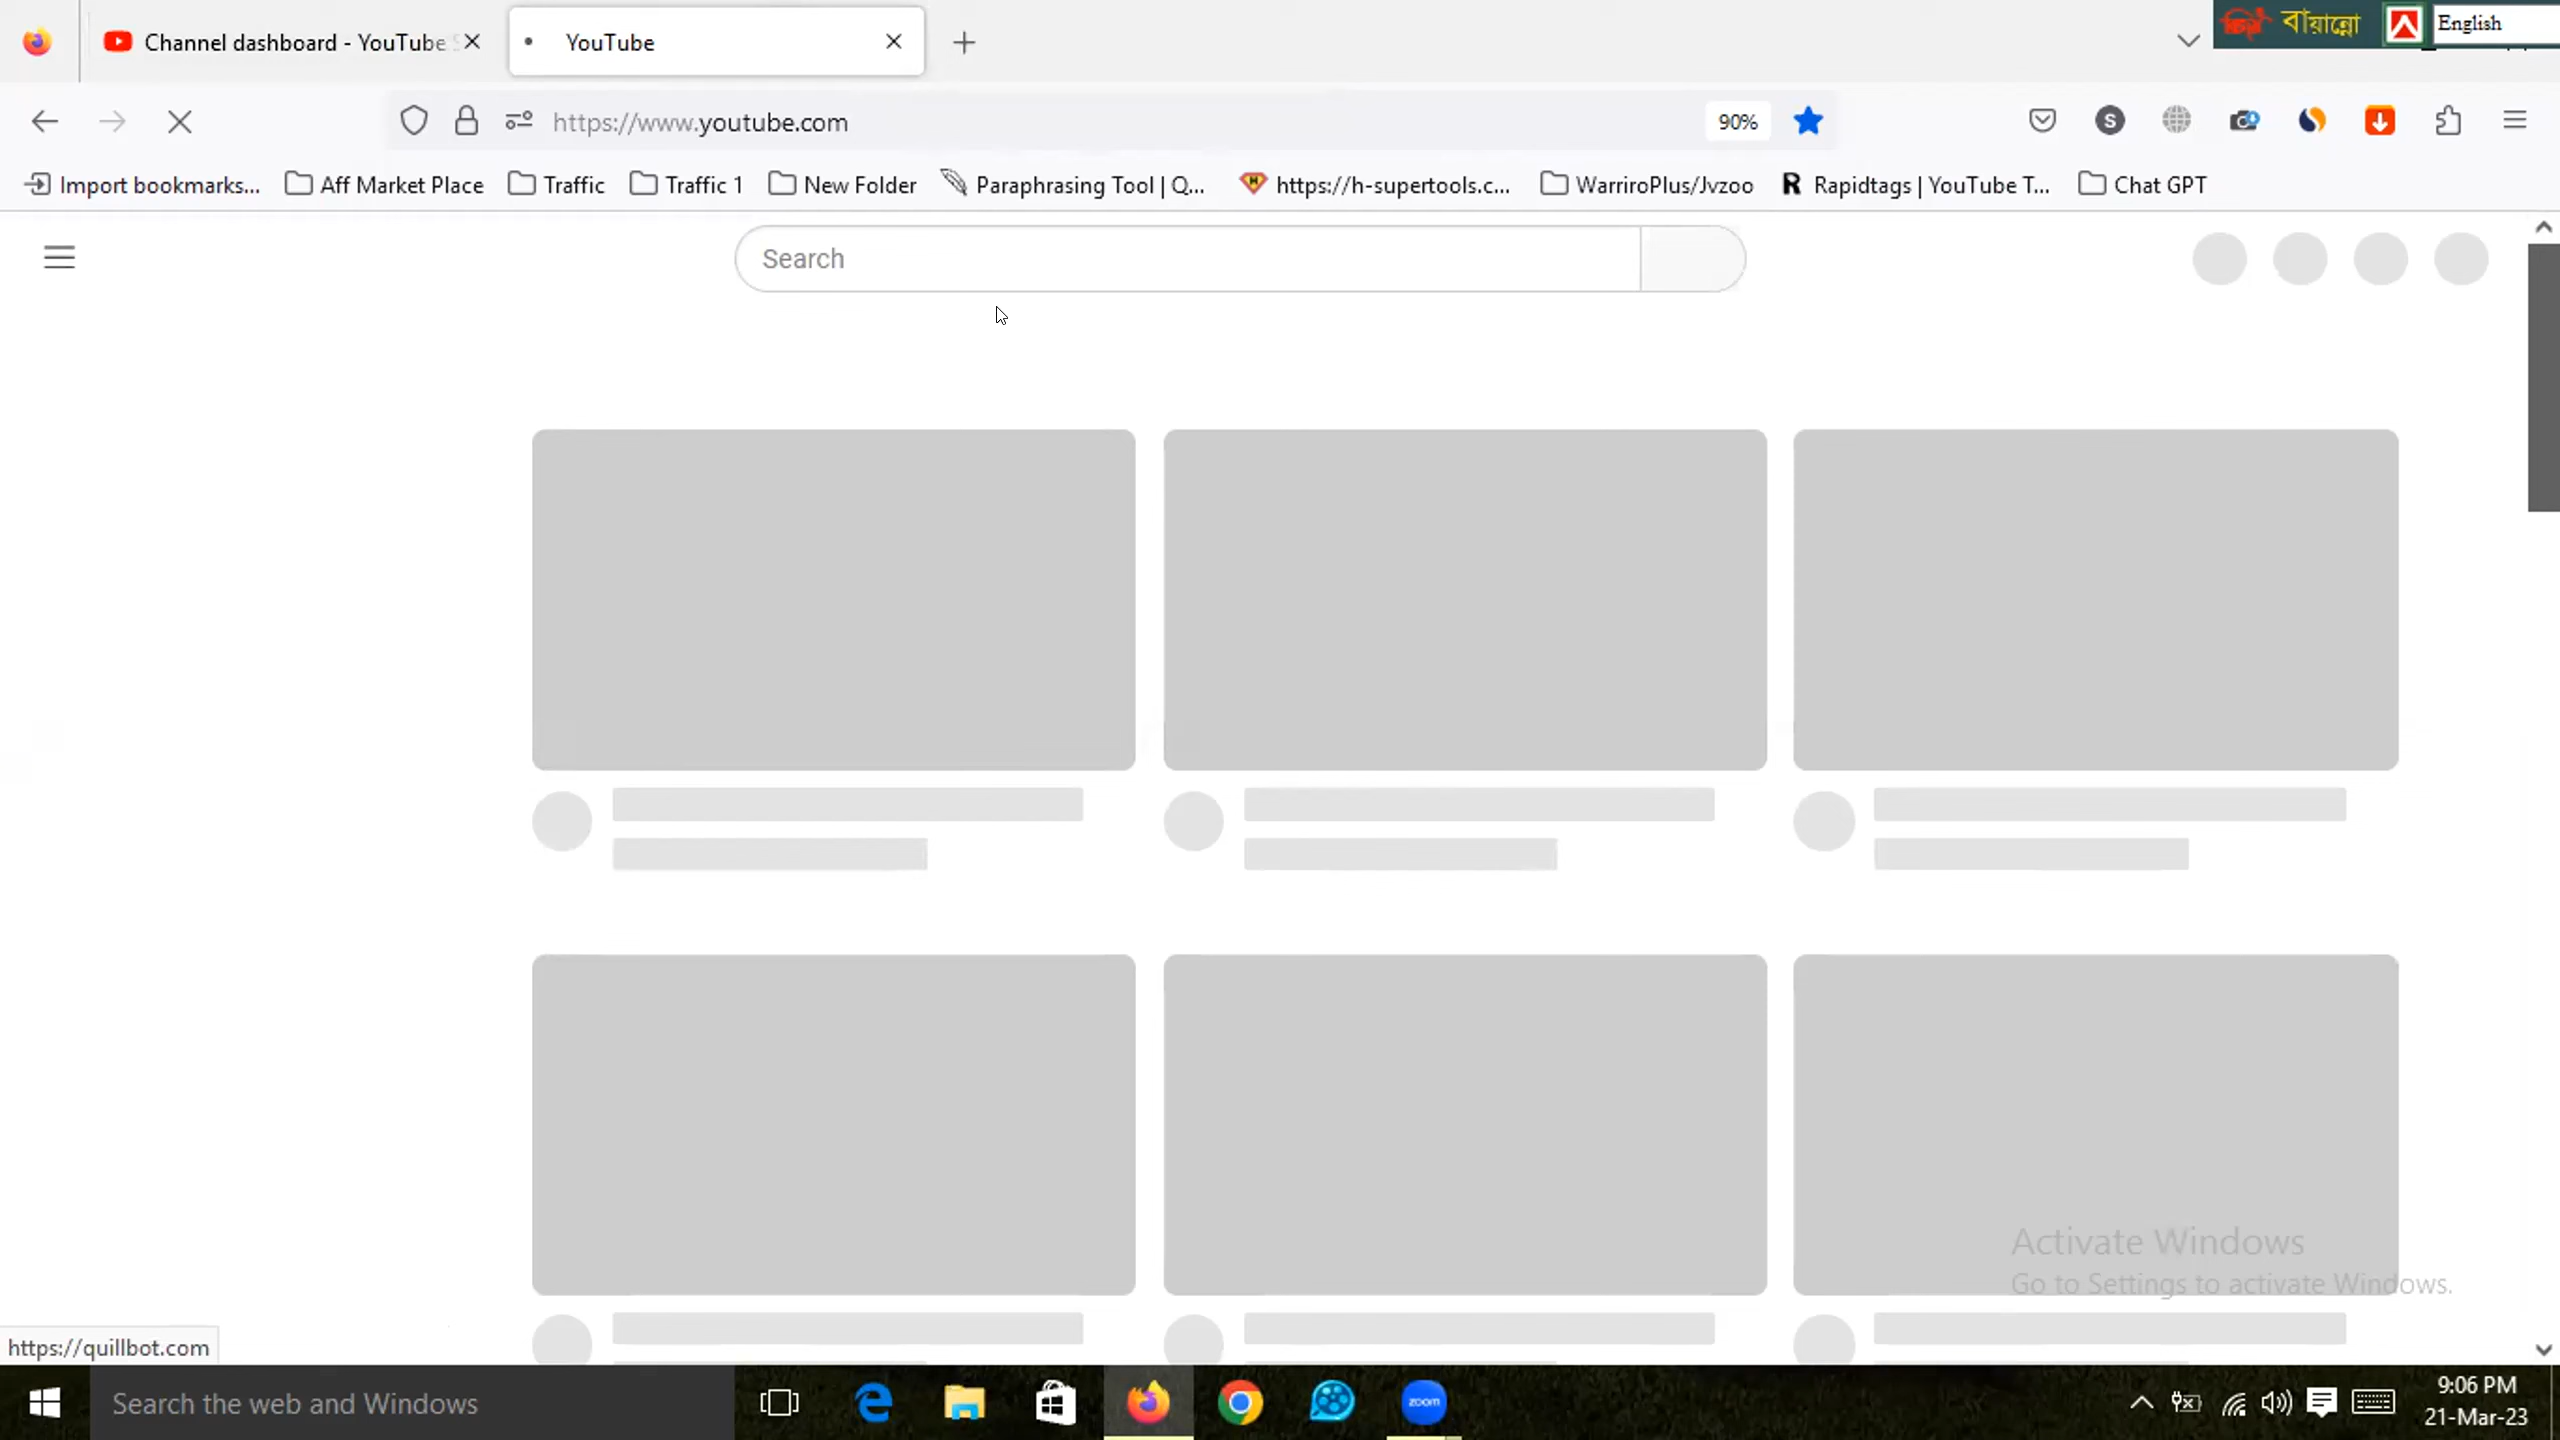 Channel dashboard - YouTube S
YouTube
বায়ান্নো
English
https://www.youtube.com
90%
S
Import bookmarks...
Aff Market Place
Traffic
Traffic 1
New Folder
Paraphrasing Tool | Q...
H
https://h-supertools.c...
WarriroPlus/Jvzoo
R
Rapidtags | YouTube T...
Chat GPT
Search
Activate Windows
Go to Settings to activate Windows.
https://quillbot.com
Search the web and Windows
zoom
9:06 PM
21-Mar-23